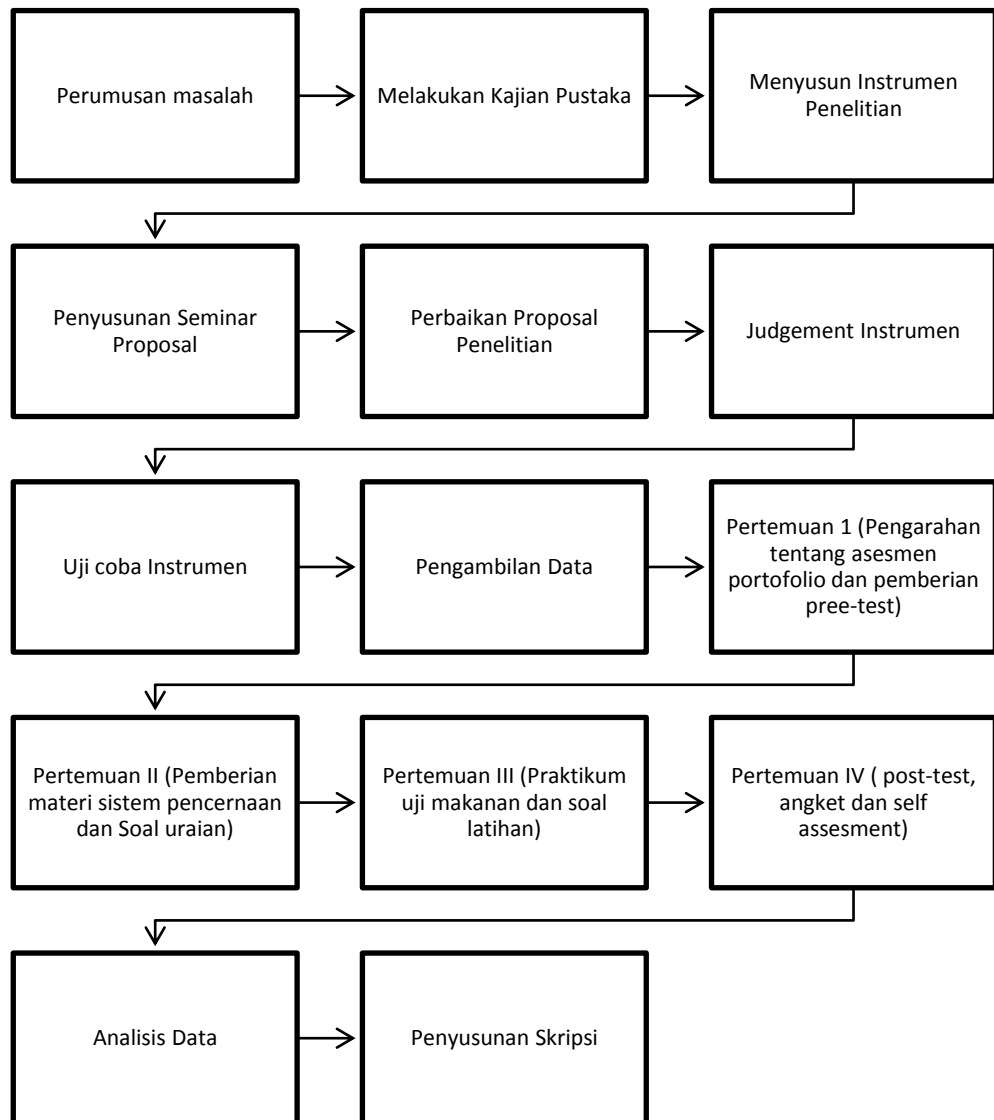 Perumusan masalah
Melakukan Kajian Pustaka
Menyusun Instrumen
Penelitian
Penyusunan Seminar
Proposal
Perbaikan Proposal
Penelitian
Judgement Instrumen
Uji coba Instrumen
Pengambilan Data
Pertemuan 1 (Pengarahan
tentang asesmen
portofolio dan pemberian
pree-test)
Pertemuan II (Pemberian
materi sistem pencernaan
dan Soal uraian)
Pertemuan III (Praktikum
uji makanan dan soal
latihan)
Pertemuan IV ( post-test,
angket dan self
assesment)
Analisis Data
Penyusunan Skripsi